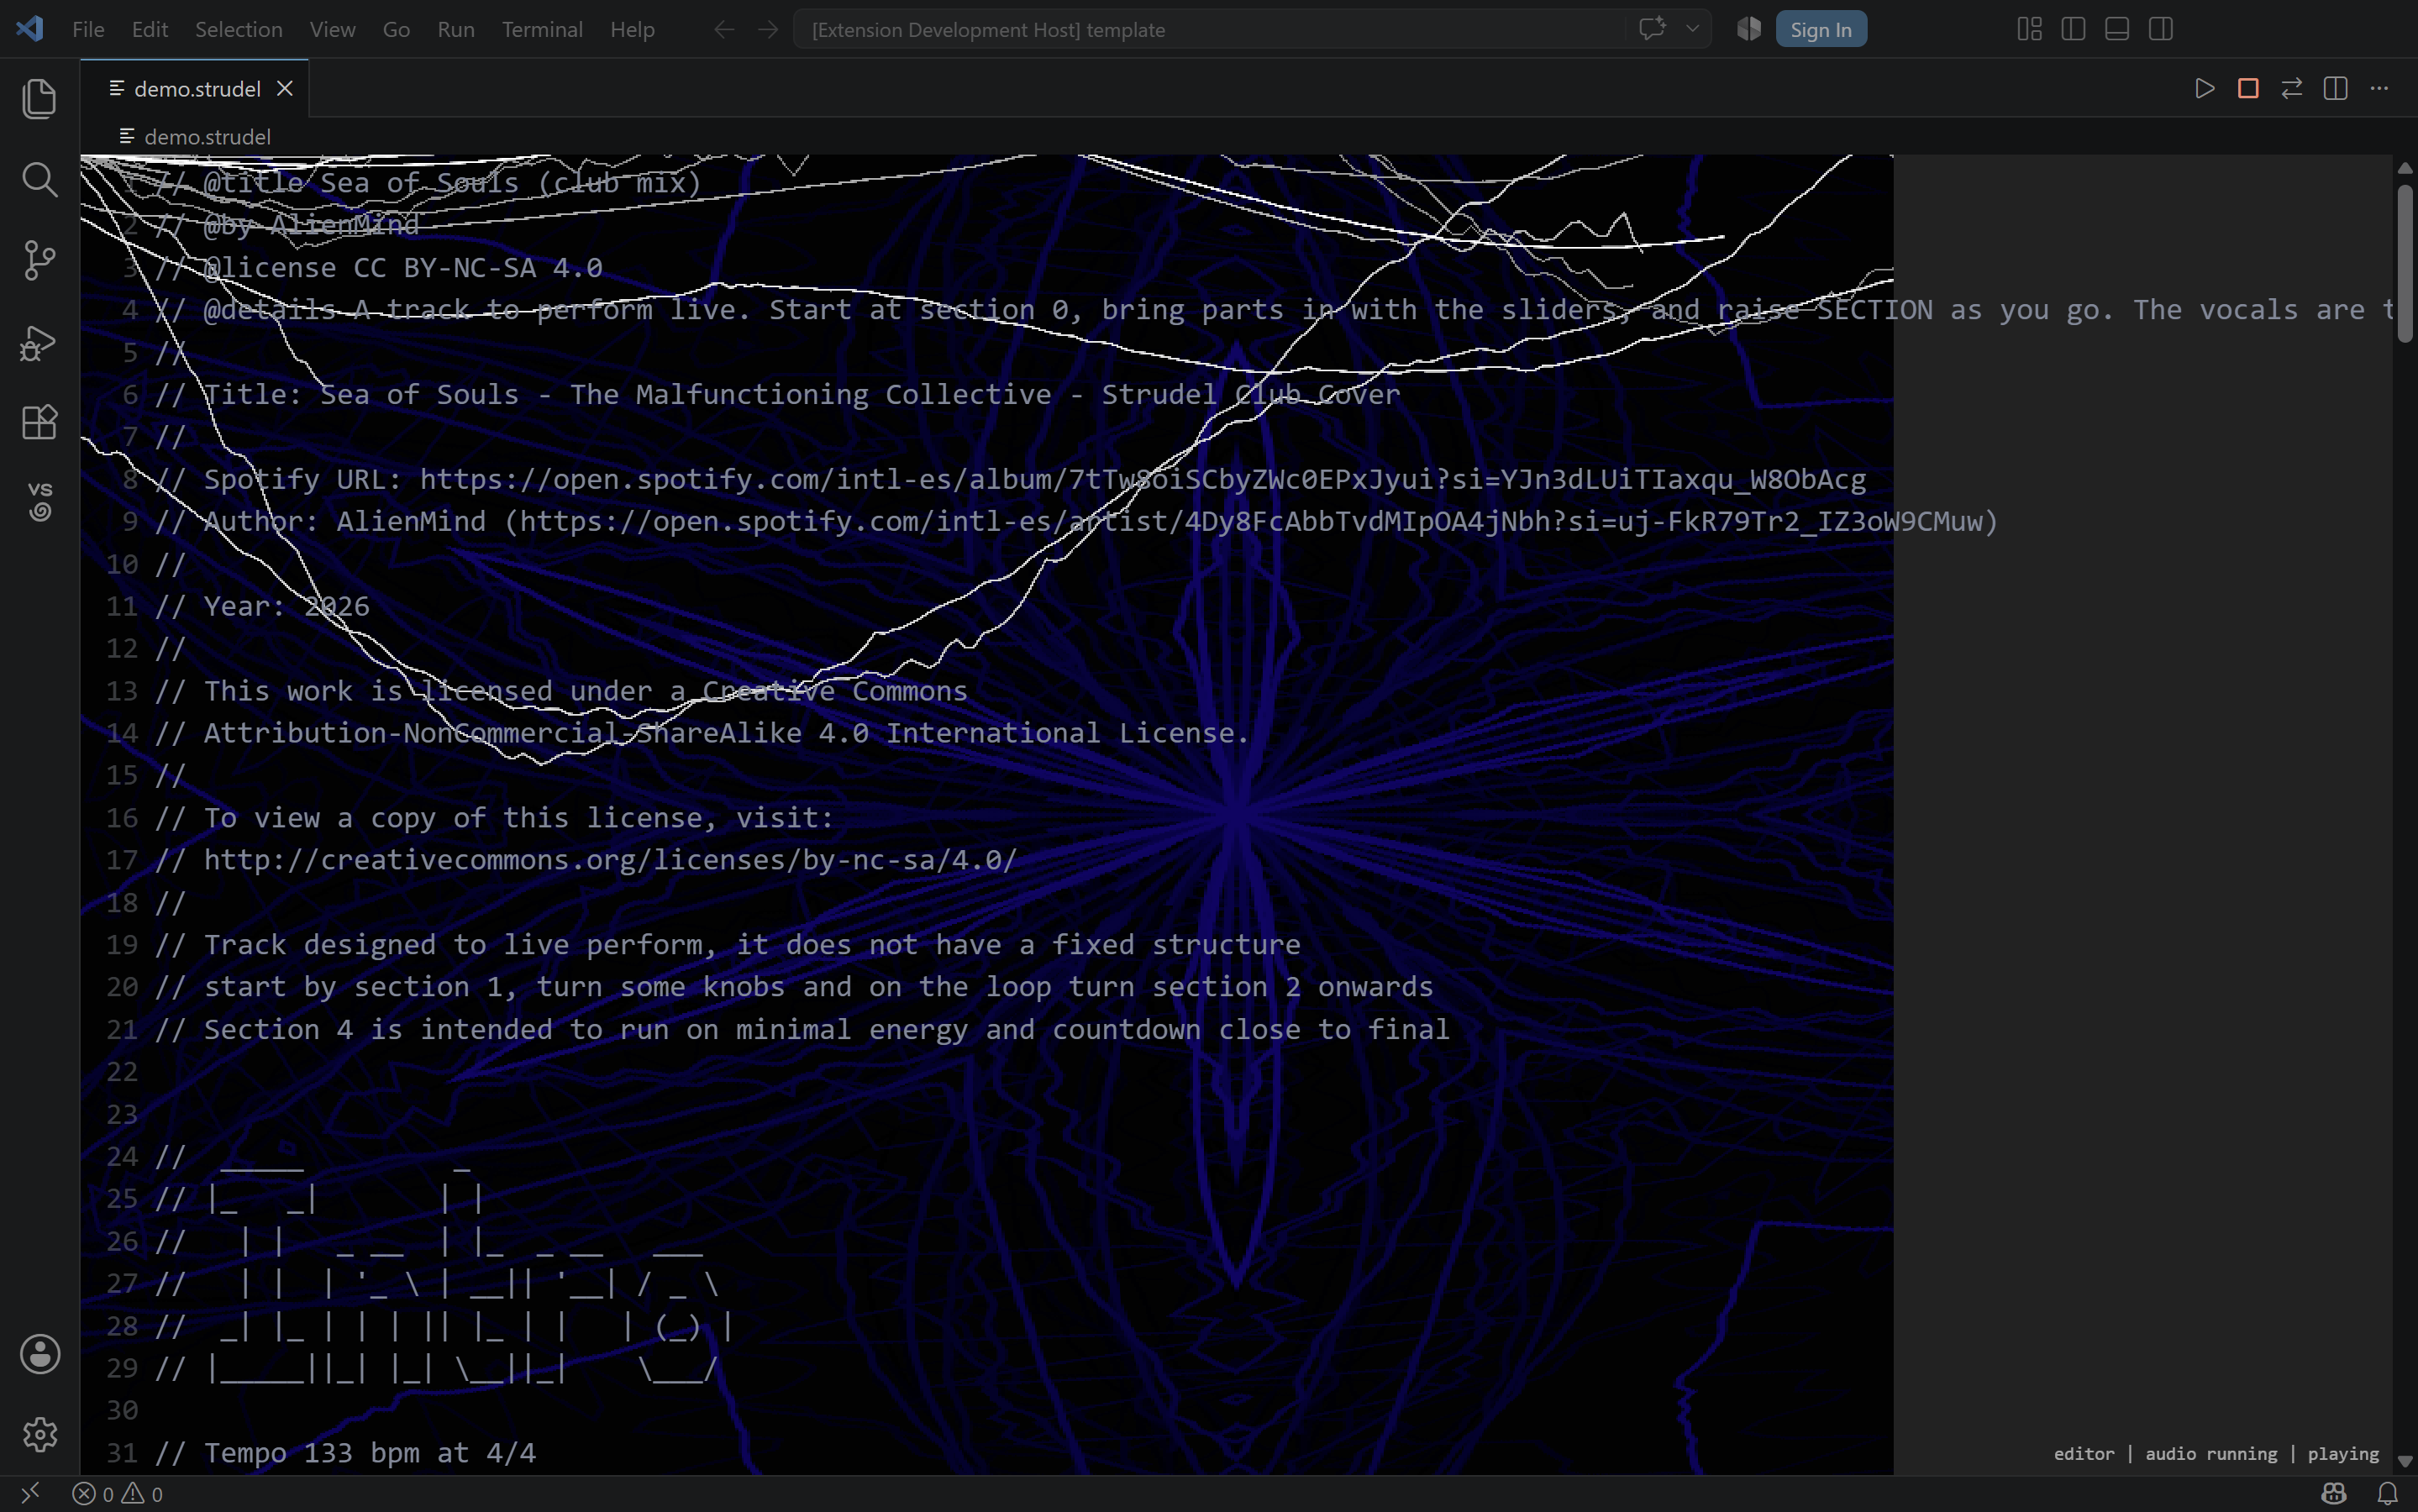 File Edit Selection View Go Run Terminal Help
[Extension Development Host] template
Sign In
demo.strudel
demo.strudel
1 // @title Sea of Souls (club mix)
2 // @by AlienMind
3 // @license CC BY-NC-SA 4.0
4 // @details A track to perform live. Start at section 0, bring parts in with the sliders, and raise SECTION as you go. The vocals are t
5 //
6 // Title: Sea of Souls - The Malfunctioning Collective - Strudel Club Cover
7 //
8 // Spotify URL: https://open.spotify.com/intl-es/album/7tTw8oiSCbyZWc0EPxJyui?si=YJn3dLUiTIaxqu_W8ObAcg
9 // Author: AlienMind (https://open.spotify.com/intl-es/artist/4Dy8FcAbbTvdMIpOA4jNbh?si=uj-FkR79Tr2_IZ3oW9CMuw)
10 //
11 // Year: 2026
12 //
13 // This work is licensed under a Creative Commons
14 // Attribution-NonCommercial-ShareAlike 4.0 International License.
15 //
16 // To view a copy of this license, visit:
17 // http://creativecommons.org/licenses/by-nc-sa/4.0/
18 //
19 // Track designed to live perform, it does not have a fixed structure
20 // start by section 1, turn some knobs and on the loop turn section 2 onwards
21 // Section 4 is intended to run on minimal energy and countdown close to final
22
23
24 //  _____         _
25 // |_   _|       | |
26 //   | |   _ __  | |_  _ __   ___
27 //   | |  | '_ \ | __|| '__| / _ \
28 //  _| |_ | | | || |_ | |   | (_) |
29 // |_____||_| |_| \__||_|    \___/
30
31 // Tempo 133 bpm at 4/4
VS
editor | audio running | playing
0 0